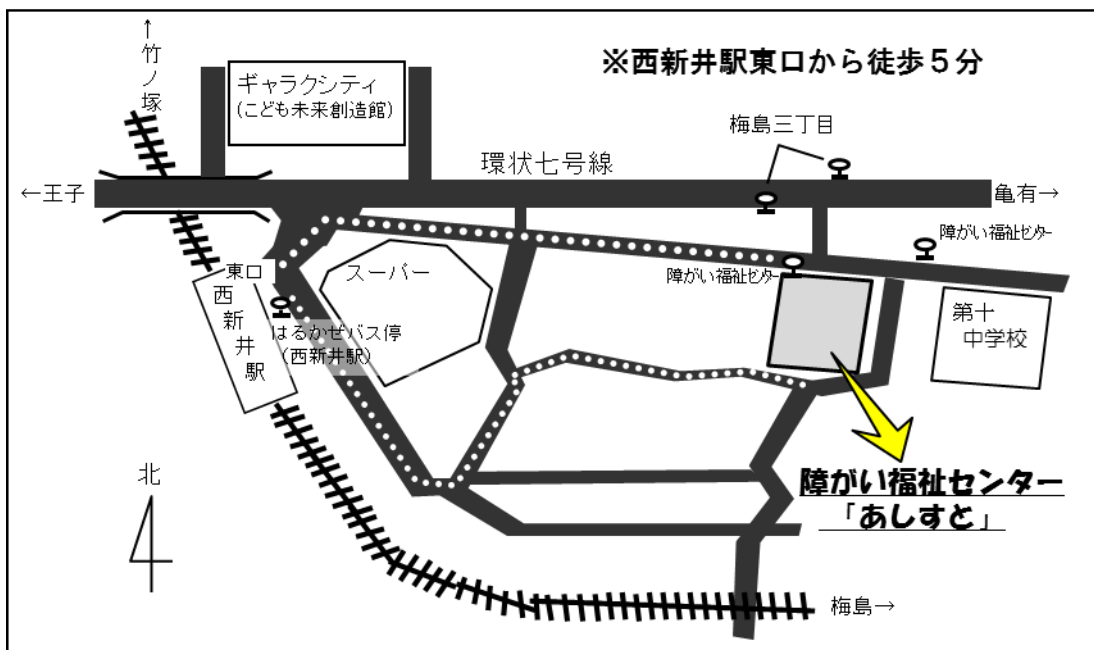 ※西新井駅東口から徒歩５分
↑竹ノ塚
ギャラクシティ
(こども未来創造館)
梅島三丁目
環状七号線
←王子
亀有→
障がい福祉センター
東口
スーパー
障がい福祉センター
西新井駅
はるかぜバス停
(西新井駅)
第十
中学校
北
障がい福祉センター
「あしすと」
梅島→